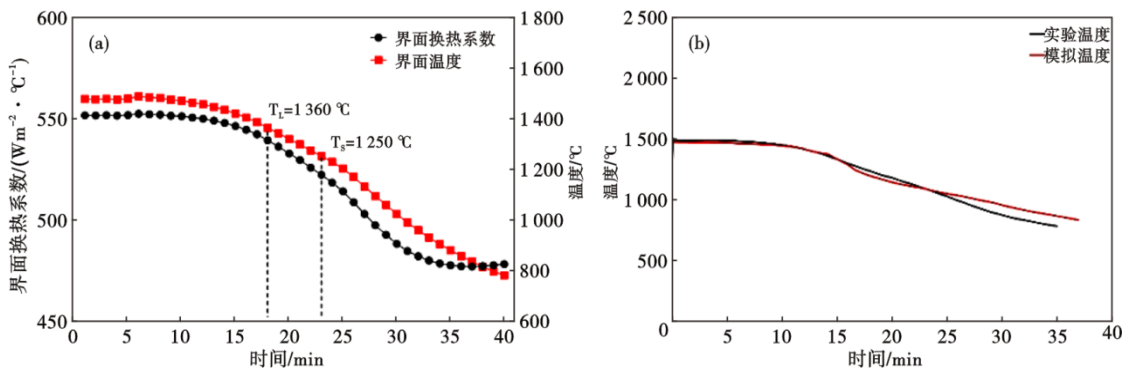 (a)
界面换热系数
界面温度
T_L=1 360 ℃
T_S=1 250 ℃
界面换热系数/(Wm⁻²·℃⁻¹)
600
550
500
450
1 800
1 600
1 400
1 200
1 000
800
600
温度/℃
0 5 10 15 20 25 30 35 40
时间/min
(b)
实验温度
模拟温度
温度/℃
2 500
2 000
1 500
1 000
500
0
5 10 15 20 25 30 35 40
时间/min